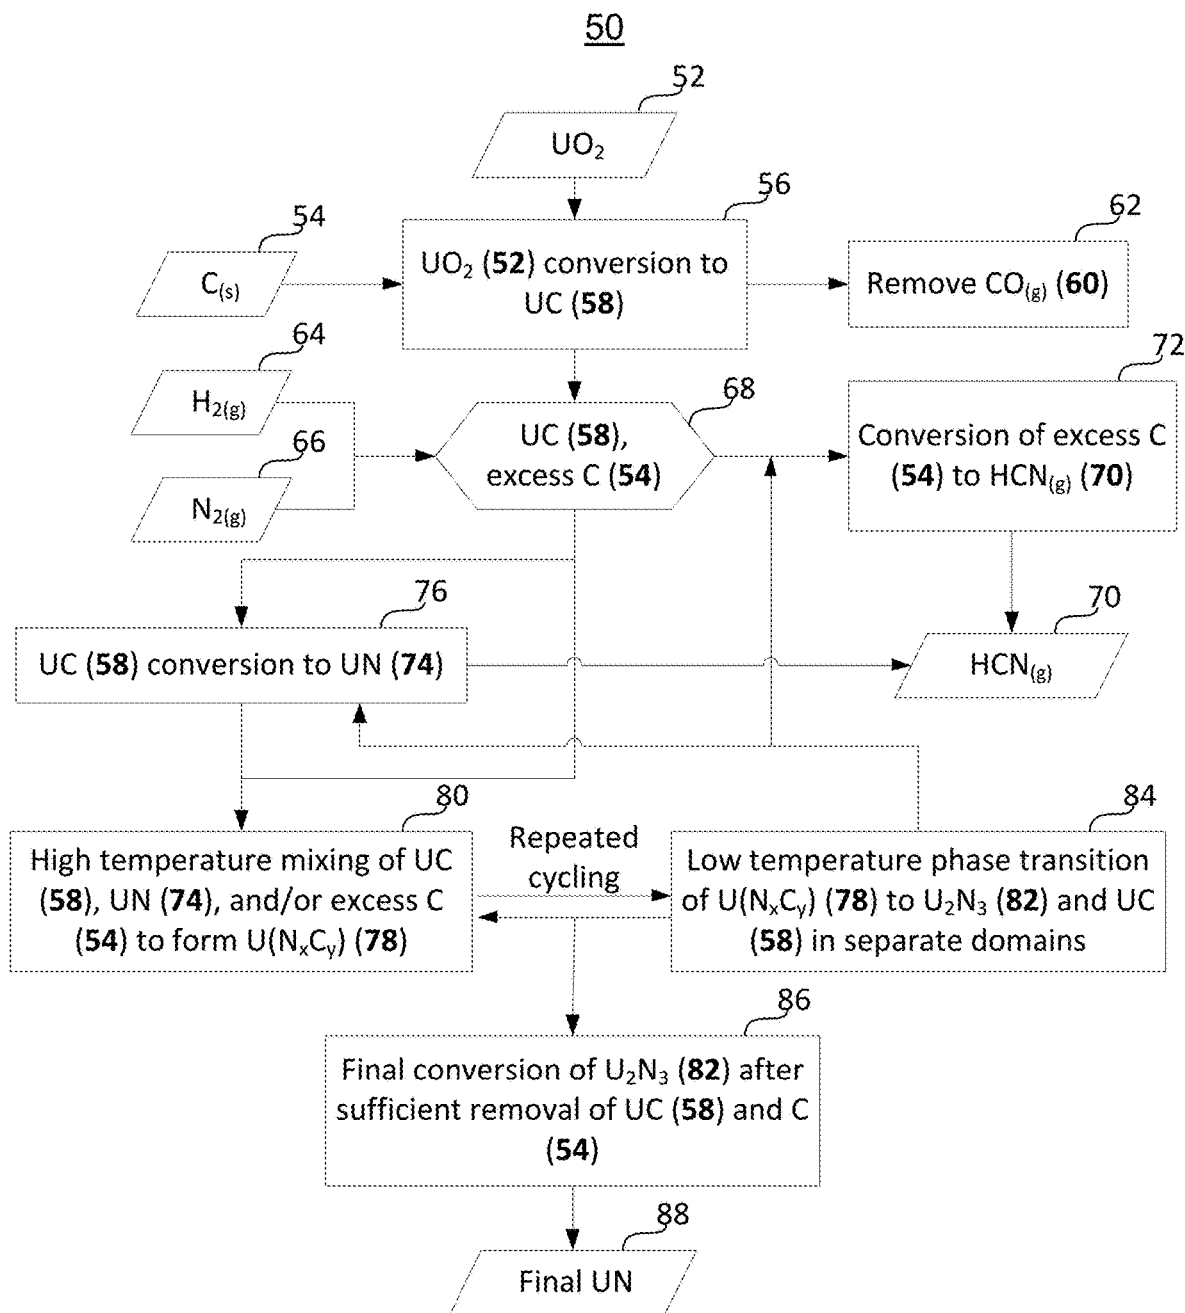 50
52
UO₂
56
54
62
C₍ₛ₎
UO₂ (52) conversion to
UC (58)
Remove CO₍g₎ (60)
64
72
H₂₍g₎
68
66
UC (58),
excess C (54)
Conversion of excess C
(54) to HCN₍g₎ (70)
N₂₍g₎
76
70
UC (58) conversion to UN (74)
HCN₍g₎
80
84
High temperature mixing of UC
(58), UN (74), and/or excess C
(54) to form U(NₓCy) (78)
Repeated
cycling
Low temperature phase transition
of U(NₓCy) (78) to U₂N₃ (82) and UC
(58) in separate domains
86
Final conversion of U₂N₃ (82) after
sufficient removal of UC (58) and C
(54)
88
Final UN